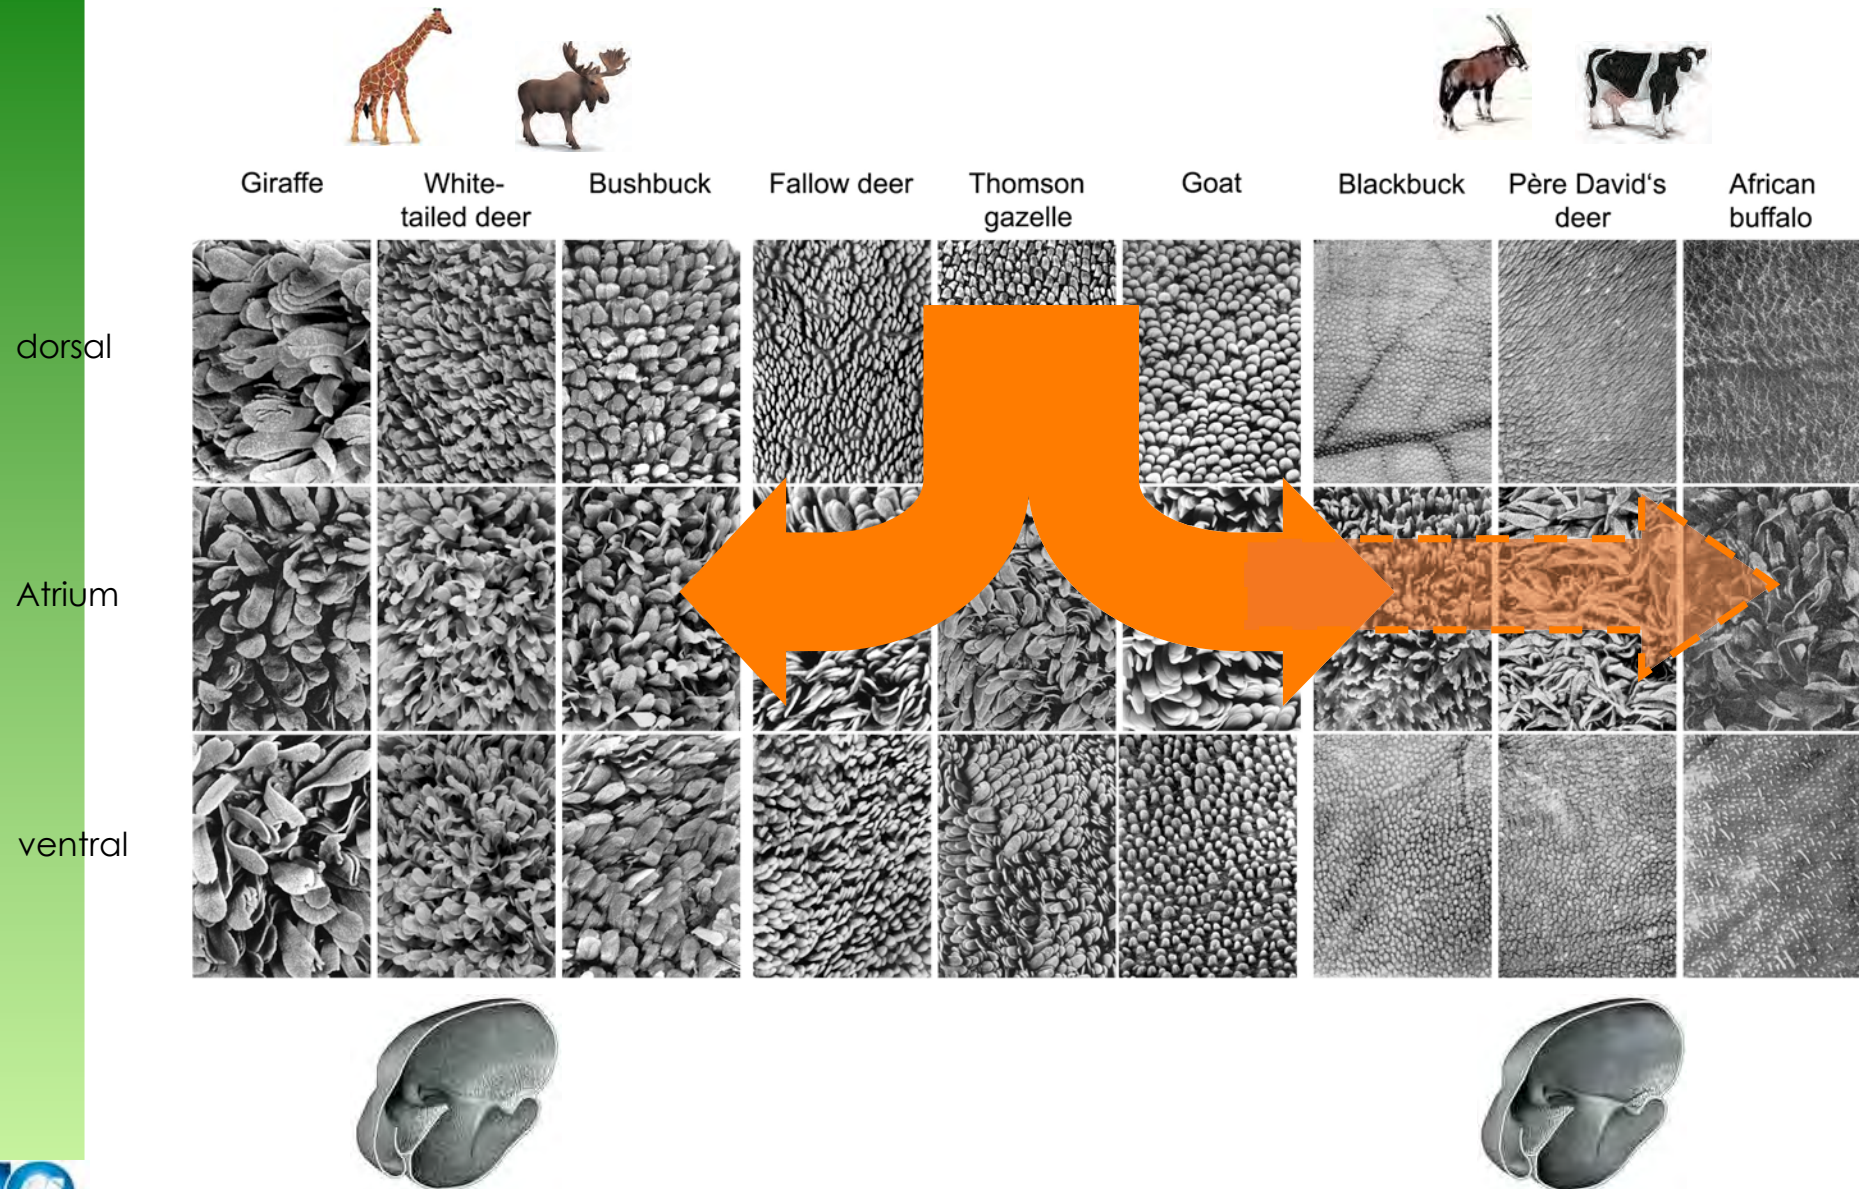 Giraffe
White-
tailed deer
Bushbuck
Fallow deer
Thomson
gazelle
Goat
Blackbuck
Père David‘s
deer
African
buffalo
dorsal
Atrium
ventral